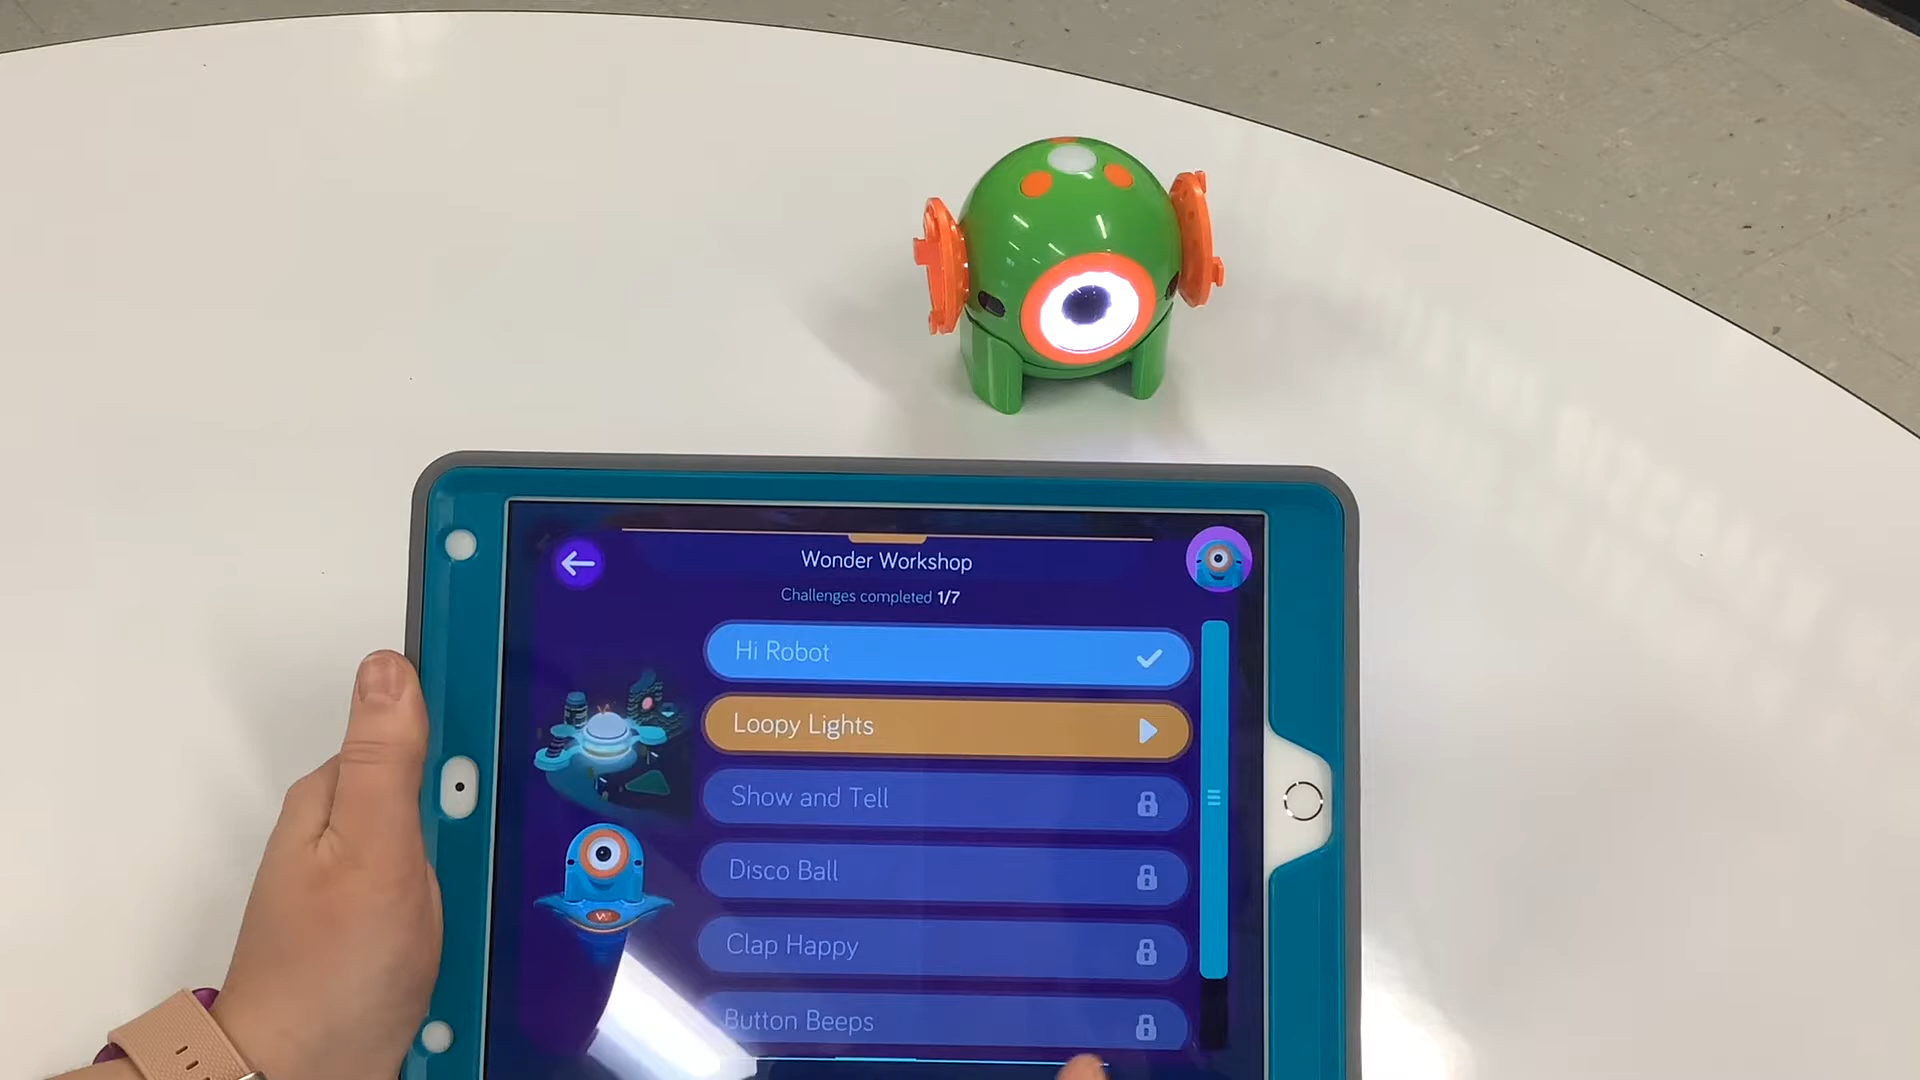 Wonder Workshop
Challenges completed 1/7
Hi Robot
Loopy Lights
Show and Tell
Disco Ball
Clap Happy
Button Beeps